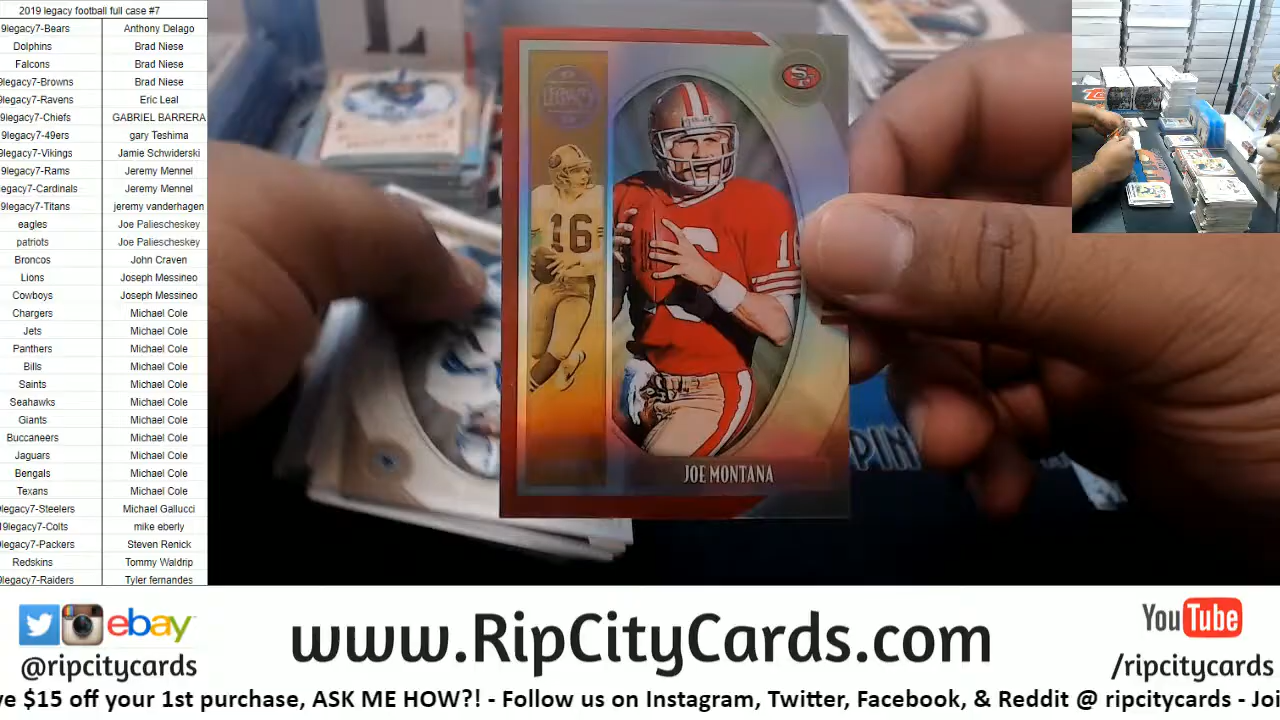 2019 legacy football full case #7
9legacy7-Bears Anthony Delago
Dolphins Brad Niese
Falcons Brad Niese
9legacy7-Browns Brad Niese
9legacy7-Ravens Eric Leal
9legacy7-Chiefs GABRIEL BARRERA
9legacy7-49ers gary Teshima
9legacy7-Vikings Jamie Schwiderski
9legacy7-Rams Jeremy Mennel
egacy7-Cardinals Jeremy Mennel
9legacy7-Titans jeremy vanderhagen
eagles Joe Paliescheskey
patriots Joe Paliescheskey
Broncos John Craven
Lions Joseph Messineo
Cowboys Joseph Messineo
Chargers Michael Cole
Jets Michael Cole
Panthers Michael Cole
Bills Michael Cole
Saints Michael Cole
Seahawks Michael Cole
Giants Michael Cole
Buccaneers Michael Cole
Jaguars Michael Cole
Bengals Michael Cole
Texans Michael Cole
9legacy7-Steelers Michael Gallucci
19legacy7-Colts mike eberly
9legacy7-Packers Steven Renick
Redskins Tommy Waldrip
9legacy7-Raiders Tyler fernandes
L
LEGACY
SF
16
JOE MONTANA
PIN
ebay
@ripcitycards
www.RipCityCards.com
YouTube
/ripcitycards
ve $15 off your 1st purchase, ASK ME HOW?! - Follow us on Instagram, Twitter, Facebook, & Reddit @ ripcitycards - Joi